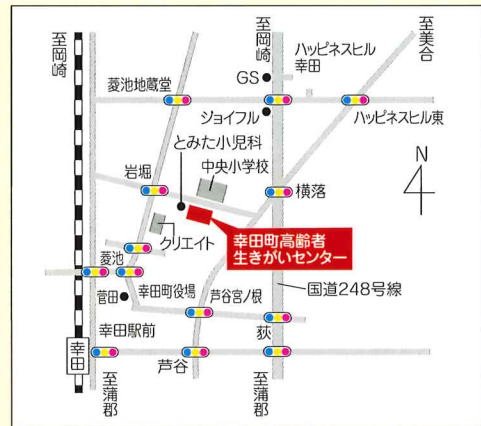 至岡崎
至岡崎
至美合
ハッピネスヒル
幸田
GS
菱池地蔵堂
ジョイフル
ハッピネスヒル東
とみた小児科
岩堀
中央小学校
N
横落
幸田町高齢者
生きがいセンター
クリエイト
菱池
菅田
幸田町役場
芦谷宮ノ根
国道248号線
荻
幸田駅前
幸田
芦谷
至蒲郡
至蒲郡